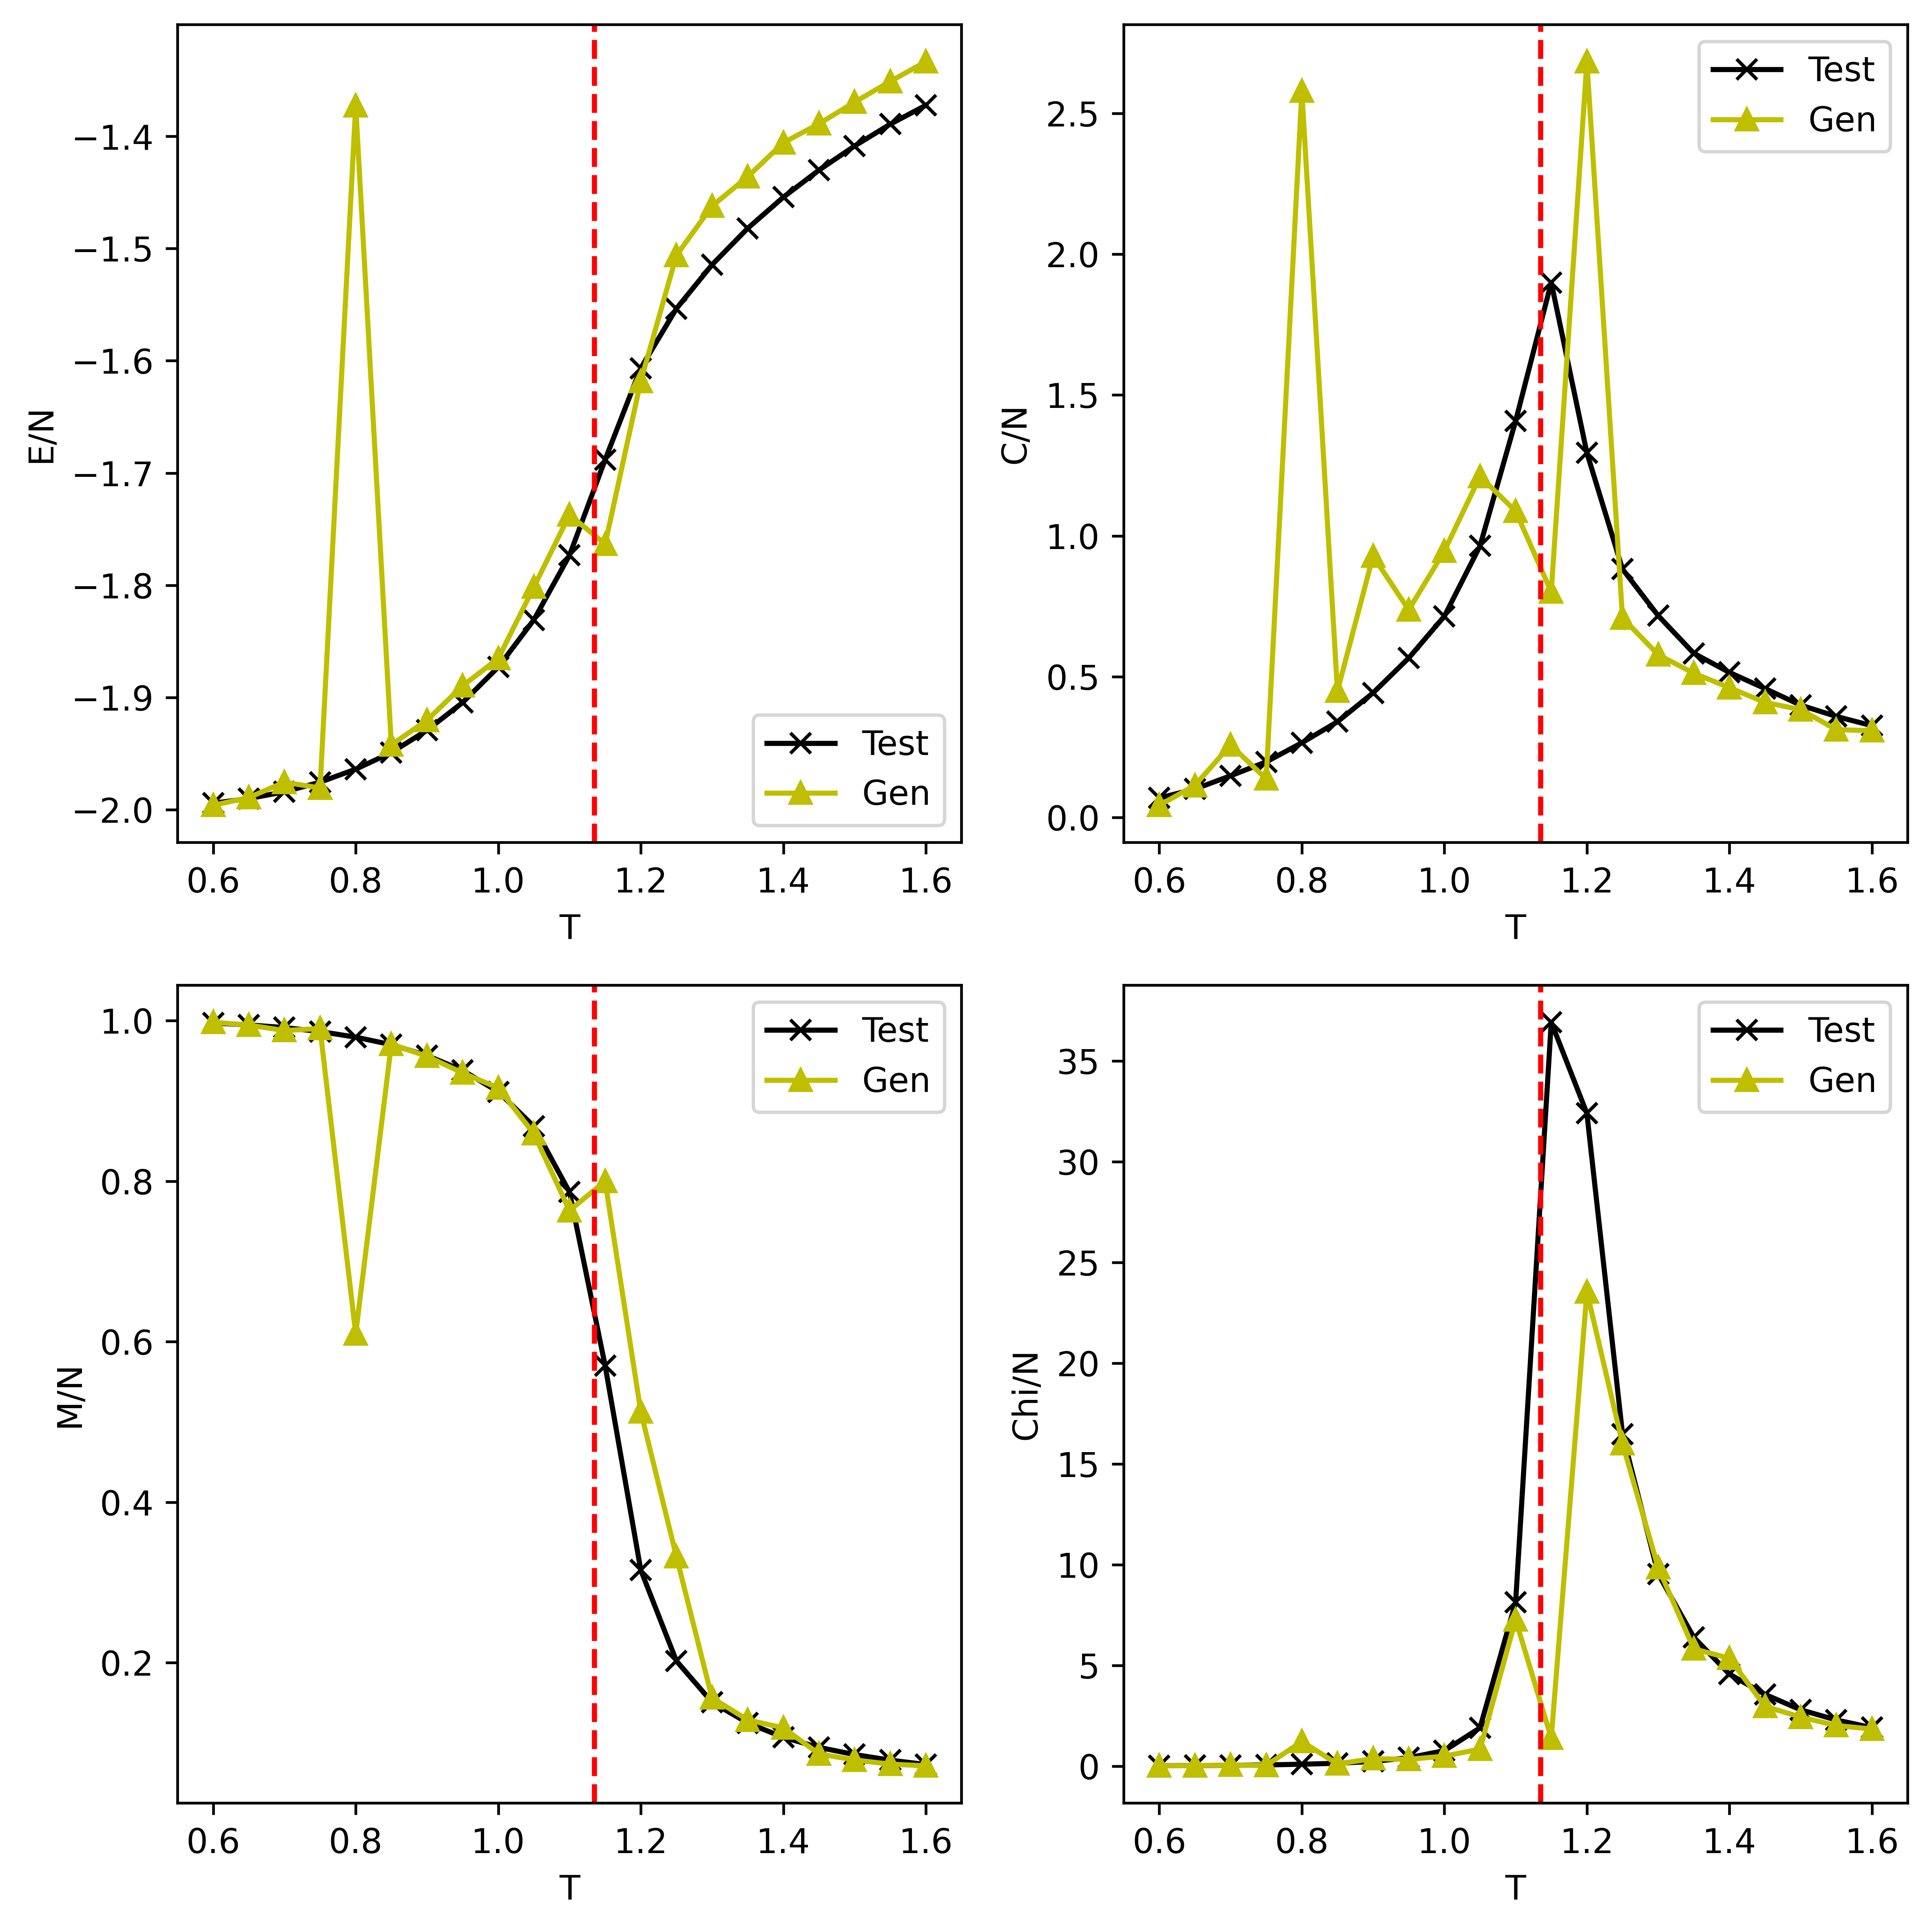 E/N
−1.4
−1.5
−1.6
−1.7
−1.8
−1.9
−2.0
0.6 0.8 1.0 1.2 1.4 1.6
T
Test
Gen
C/N
2.5
2.0
1.5
1.0
0.5
0.0
0.6 0.8 1.0 1.2 1.4 1.6
T
Test
Gen
M/N
1.0
0.8
0.6
0.4
0.2
0.6 0.8 1.0 1.2 1.4 1.6
T
Test
Gen
Chi/N
35
30
25
20
15
10
5
0
0.6 0.8 1.0 1.2 1.4 1.6
T
Test
Gen